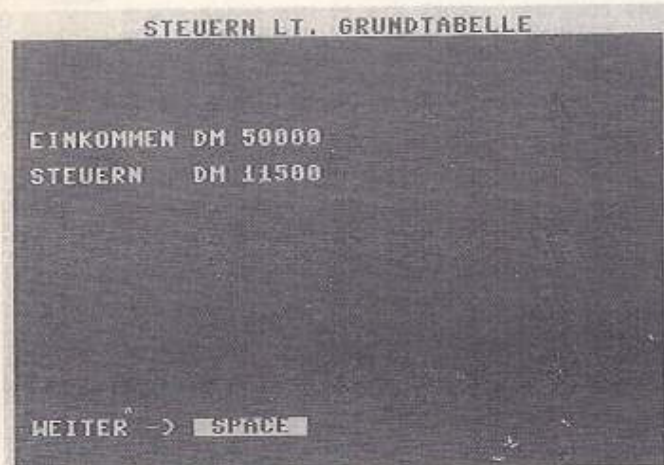 STEUERN LT. GRUNDTABELLE
EINKOMMEN DM 50000
STEUERN DM 11500
WEITER -> SPACE